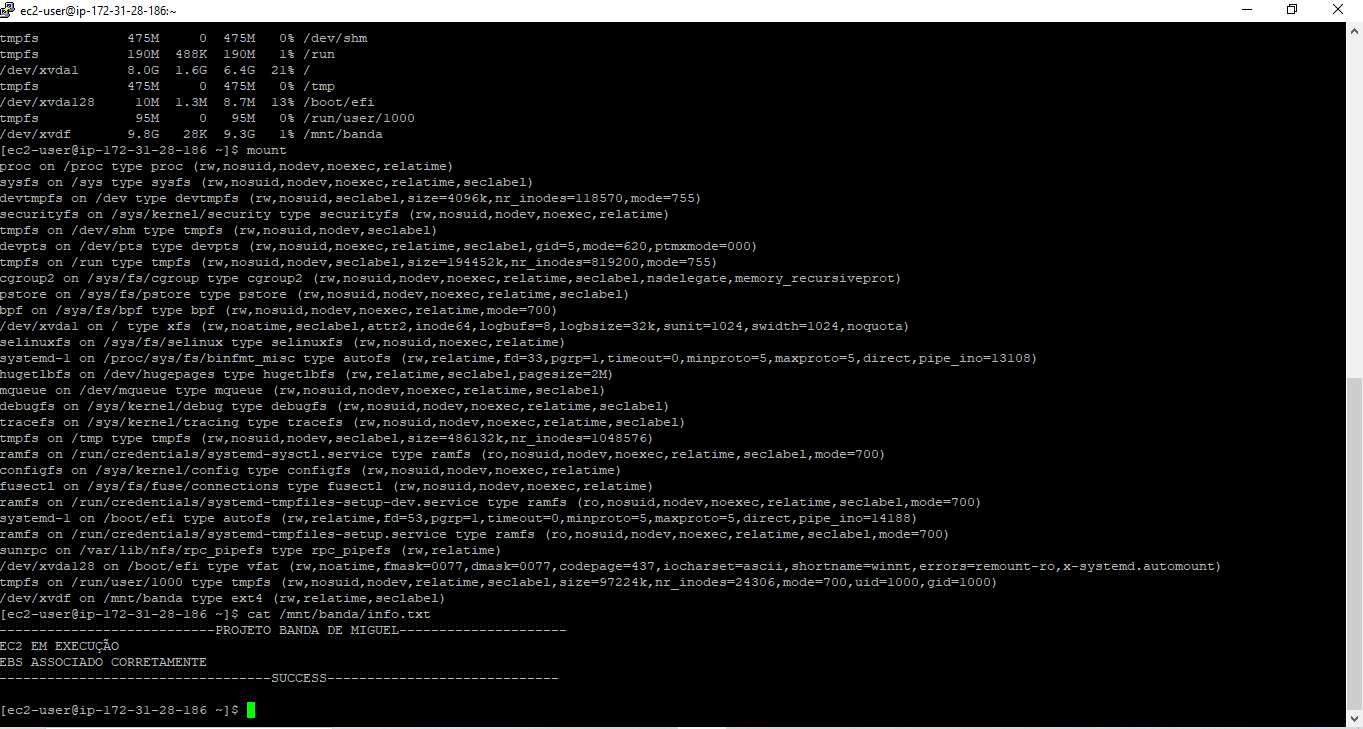 ec2-user@ip-172-31-28-186:~
tmpfs 475M 0 475M 0% /dev/shm
tmpfs 190M 488K 190M 1% /run
/dev/xvda1 8.0G 1.6G 6.4G 21% /
tmpfs 475M 0 475M 0% /tmp
/dev/xvda128 10M 1.3M 8.7M 13% /boot/efi
tmpfs 95M 0 95M 0% /run/user/1000
/dev/xvdf 9.8G 28K 9.3G 1% /mnt/banda
[ec2-user@ip-172-31-28-186 ~]$ mount
proc on /proc type proc (rw,nosuid,nodev,noexec,relatime)
sysfs on /sys type sysfs (rw,nosuid,nodev,noexec,relatime,seclabel)
devtmpfs on /dev type devtmpfs (rw,nosuid,seclabel,size=4096k,nr_inodes=118570,mode=755)
securityfs on /sys/kernel/security type securityfs (rw,nosuid,nodev,noexec,relatime)
tmpfs on /dev/shm type tmpfs (rw,nosuid,nodev,seclabel)
devpts on /dev/pts type devpts (rw,nosuid,noexec,relatime,seclabel,gid=5,mode=620,ptmxmode=000)
tmpfs on /run type tmpfs (rw,nosuid,nodev,seclabel,size=194452k,nr_inodes=819200,mode=755)
cgroup2 on /sys/fs/cgroup type cgroup2 (rw,nosuid,nodev,noexec,relatime,seclabel,nsdelegate,memory_recursiveprot)
pstore on /sys/fs/pstore type pstore (rw,nosuid,nodev,noexec,relatime,seclabel)
bpf on /sys/fs/bpf type bpf (rw,nosuid,nodev,noexec,relatime,mode=700)
/dev/xvda1 on / type xfs (rw,noatime,seclabel,attr2,inode64,logbufs=8,logbsize=32k,sunit=1024,swidth=1024,noquota)
selinuxfs on /sys/fs/selinux type selinuxfs (rw,nosuid,noexec,relatime)
systemd-1 on /proc/sys/fs/binfmt_misc type autofs (rw,relatime,fd=33,pgrp=1,timeout=0,minproto=5,maxproto=5,direct,pipe_ino=13108)
hugetlbfs on /dev/hugepages type hugetlbfs (rw,relatime,seclabel,pagesize=2M)
mqueue on /dev/mqueue type mqueue (rw,nosuid,nodev,noexec,relatime,seclabel)
debugfs on /sys/kernel/debug type debugfs (rw,nosuid,nodev,noexec,relatime,seclabel)
tracefs on /sys/kernel/tracing type tracefs (rw,nosuid,nodev,noexec,relatime,seclabel)
tmpfs on /tmp type tmpfs (rw,nosuid,nodev,seclabel,size=486132k,nr_inodes=1048576)
ramfs on /run/credentials/systemd-sysctl.service type ramfs (ro,nosuid,nodev,noexec,relatime,seclabel,mode=700)
configfs on /sys/kernel/config type configfs (rw,nosuid,nodev,noexec,relatime)
fusectl on /sys/fs/fuse/connections type fusectl (rw,nosuid,nodev,noexec,relatime)
ramfs on /run/credentials/systemd-tmpfiles-setup-dev.service type ramfs (ro,nosuid,nodev,noexec,relatime,seclabel,mode=700)
systemd-1 on /boot/efi type autofs (rw,relatime,fd=53,pgrp=1,timeout=0,minproto=5,maxproto=5,direct,pipe_ino=14188)
ramfs on /run/credentials/systemd-tmpfiles-setup.service type ramfs (ro,nosuid,nodev,noexec,relatime,seclabel,mode=700)
sunrpc on /var/lib/nfs/rpc_pipefs type rpc_pipefs (rw,relatime)
/dev/xvda128 on /boot/efi type vfat (rw,noatime,fmask=0077,dmask=0077,codepage=437,iocharset=ascii,shortname=winnt,errors=remount-ro,x-systemd.automount)
tmpfs on /run/user/1000 type tmpfs (rw,nosuid,nodev,relatime,seclabel,size=97224k,nr_inodes=24306,mode=700,uid=1000,gid=1000)
/dev/xvdf on /mnt/banda type ext4 (rw,relatime,seclabel)
[ec2-user@ip-172-31-28-186 ~]$ cat /mnt/banda/info.txt
---------------------------PROJETO BANDA DE MIGUEL---------------------
EC2 EM EXECUÇÃO
EBS ASSOCIADO CORRETAMENTE
----------------------------------SUCCESS-----------------------------
[ec2-user@ip-172-31-28-186 ~]$